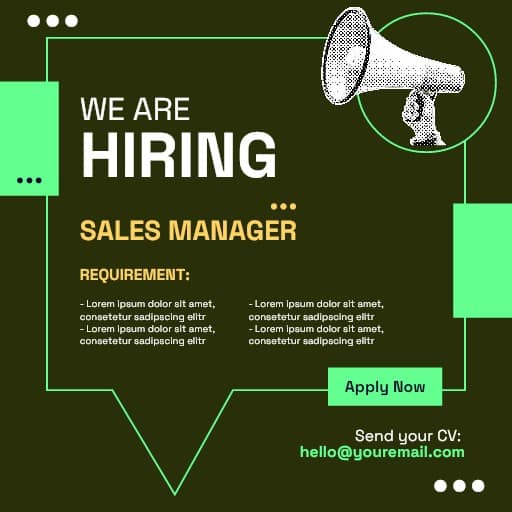 WE ARE
HIRING
SALES MANAGER
REQUIREMENT:
- Lorem ipsum dolor sit amet,
consetetur sadipscing elitr
- Lorem ipsum dolor sit amet,
consetetur sadipscing elitr
- Lorem ipsum dolor sit amet,
consetetur sadipscing elitr
- Lorem ipsum dolor sit amet,
consetetur sadipscing elitr
Apply Now
Send your CV:
hello@youremail.com